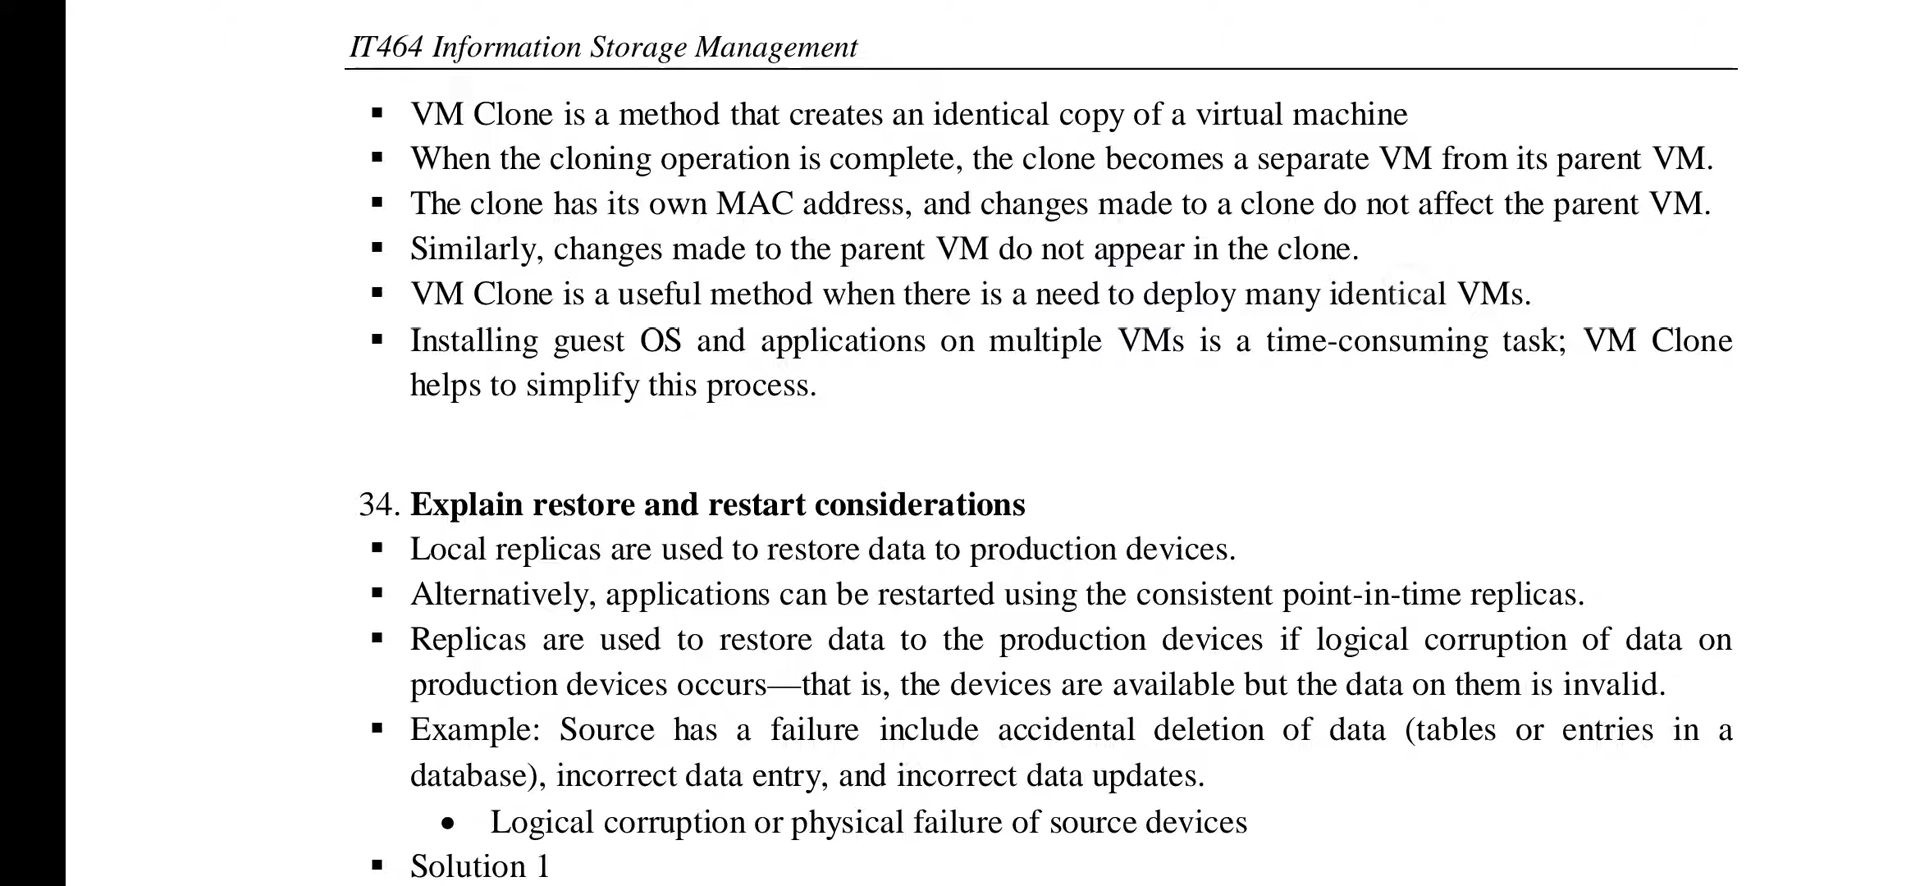 IT464 Information Storage Management
▪ VM Clone is a method that creates an identical copy of a virtual machine
▪ When the cloning operation is complete, the clone becomes a separate VM from its parent VM.
▪ The clone has its own MAC address, and changes made to a clone do not affect the parent VM.
▪ Similarly, changes made to the parent VM do not appear in the clone.
▪ VM Clone is a useful method when there is a need to deploy many identical VMs.
▪ Installing guest OS and applications on multiple VMs is a time-consuming task; VM Clone
helps to simplify this process.
34. Explain restore and restart considerations
▪ Local replicas are used to restore data to production devices.
▪ Alternatively, applications can be restarted using the consistent point-in-time replicas.
▪ Replicas are used to restore data to the production devices if logical corruption of data on
production devices occurs—that is, the devices are available but the data on them is invalid.
▪ Example: Source has a failure include accidental deletion of data (tables or entries in a
database), incorrect data entry, and incorrect data updates.
• Logical corruption or physical failure of source devices
▪ Solution 1